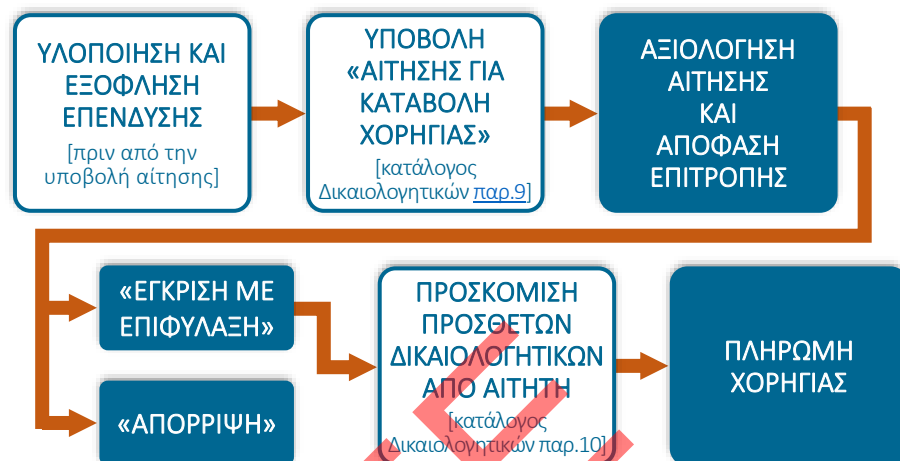 ΥΛΟΠΟΙΗΣΗ ΚΑΙ
ΕΞΟΦΛΗΣΗ
ΕΠΕΝΔΥΣΗΣ
[πριν από την
υποβολή αίτησης]
ΥΠΟΒΟΛΗ
«ΑΙΤΗΣΗΣ ΓΙΑ
ΚΑΤΑΒΟΛΗ
ΧΟΡΗΓΙΑΣ»
[κατάλογος
Δικαιολογητικών παρ.9]
ΑΞΙΟΛΟΓΗΣΗ
ΑΙΤΗΣΗΣ
ΚΑΙ
ΑΠΟΦΑΣΗ
ΕΠΙΤΡΟΠΗΣ
«ΕΓΚΡΙΣΗ ΜΕ
ΕΠΙΦΥΛΑΞΗ»
«ΑΠΟΡΡΙΨΗ»
ΠΡΟΣΚΟΜΙΣΗ
ΠΡΟΣΘΕΤΩΝ
ΔΙΚΑΙΟΛΟΓΗΤΙΚΩΝ
ΑΠΟ ΑΙΤΗΤΗ
[κατάλογος
Δικαιολογητικών παρ.10]
ΠΛΗΡΩΜΗ
ΧΟΡΗΓΙΑΣ